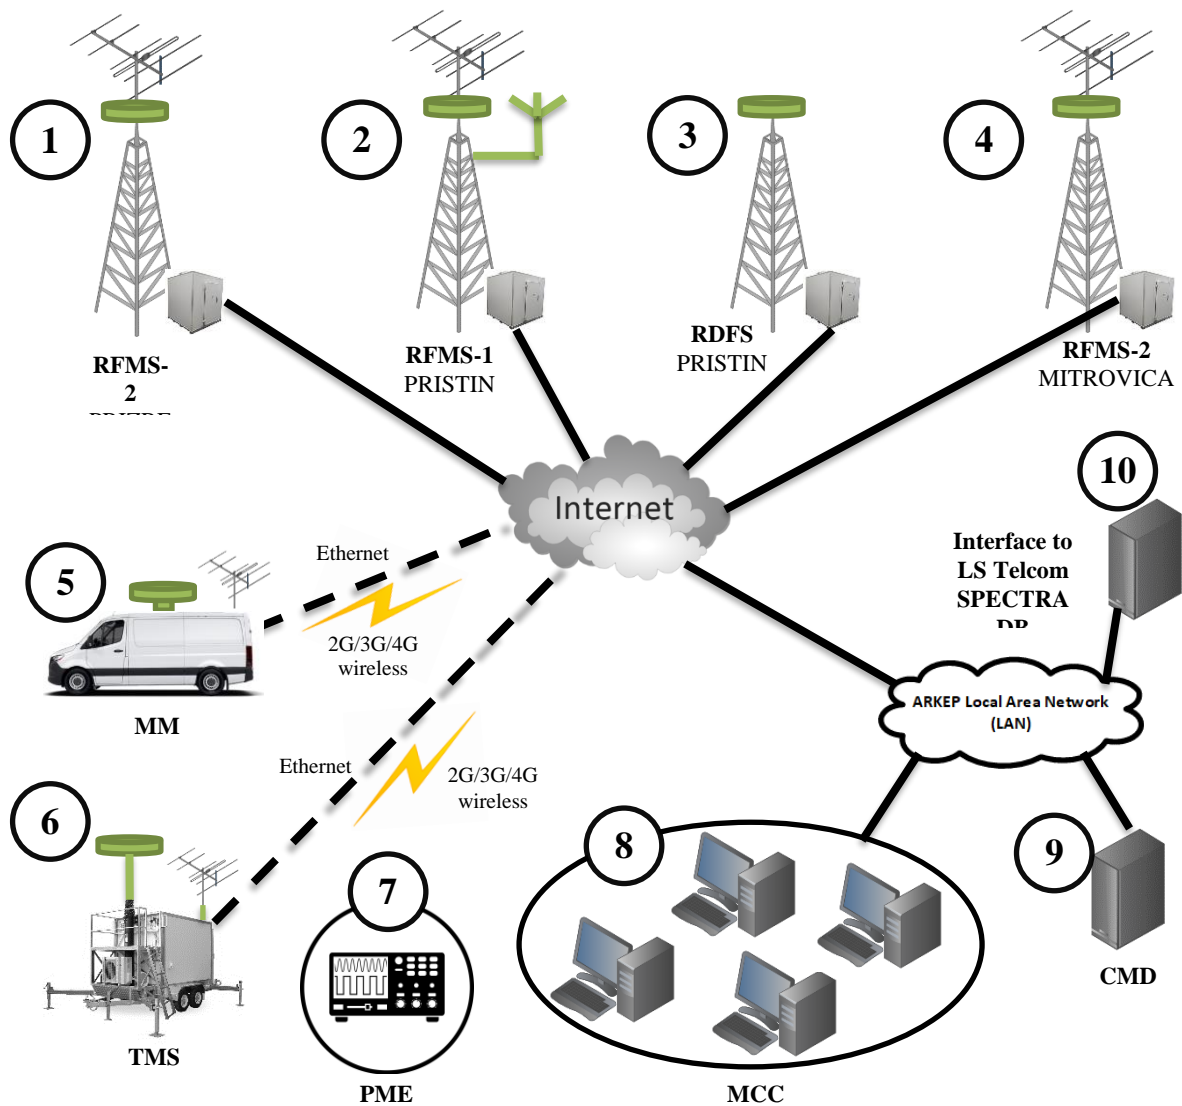 1
2
3
4
RFMS-
2
RFMS-1
PRISTIN
RDFS
PRISTIN
RFMS-2
MITROVICA
Internet
10
Interface to
LS Telcom
SPECTRA
5
Ethernet
2G/3G/4G
wireless
MM
ARKEP Local Area Network
(LAN)
6
Ethernet
2G/3G/4G
wireless
TMS
7
PME
8
MCC
9
CMD